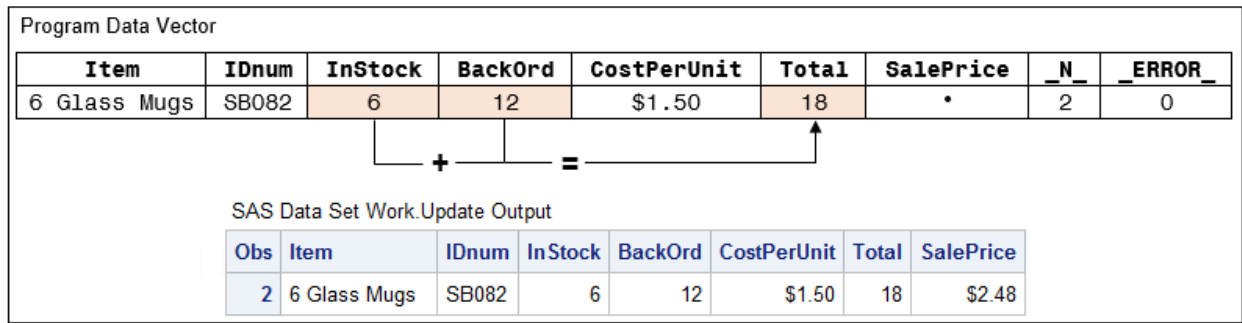 Program Data Vector
Item IDnum InStock BackOrd CostPerUnit Total SalePrice _N_ _ERROR_
6 Glass Mugs SB082 6 12 $1.50 18 • 2 0
+ =
SAS Data Set Work.Update Output
Obs Item IDnum InStock BackOrd CostPerUnit Total SalePrice
2 6 Glass Mugs SB082 6 12 $1.50 18 $2.48